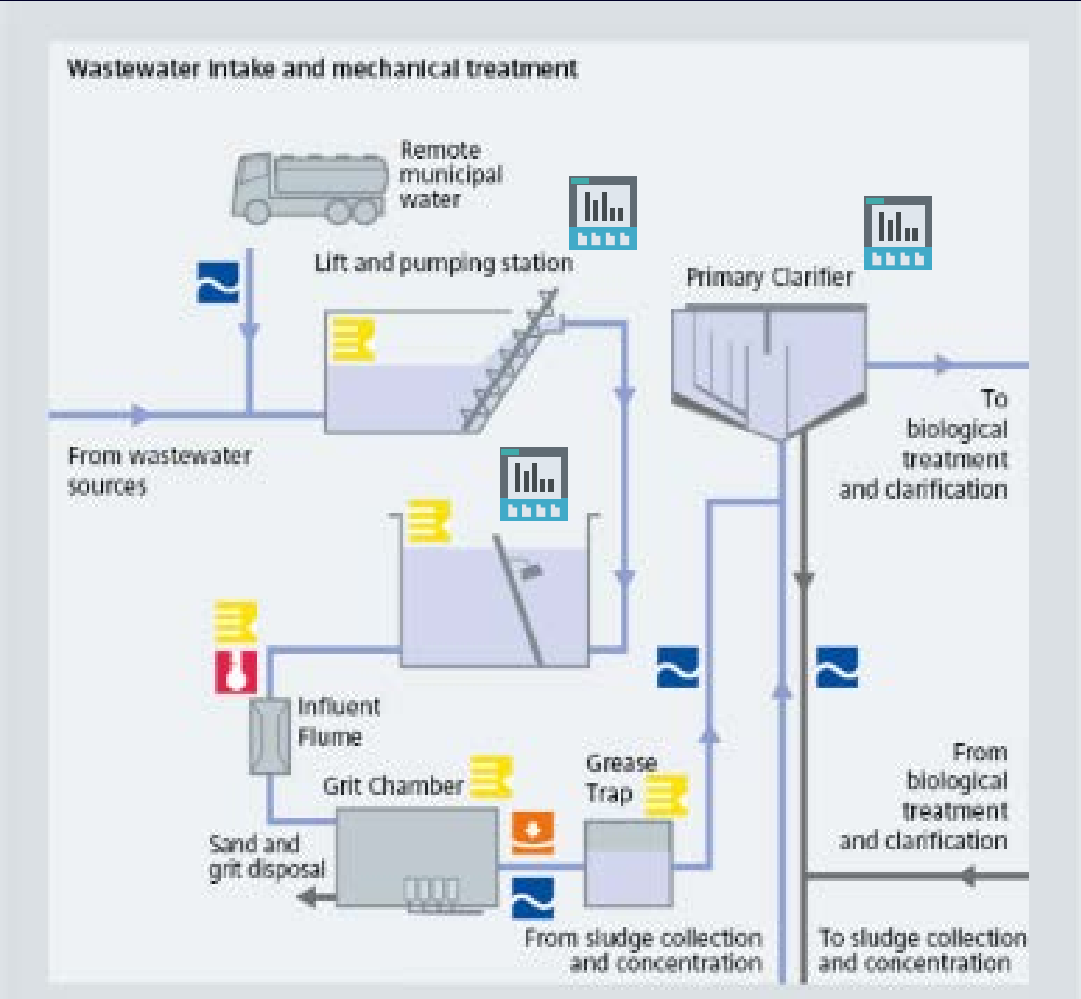 Wastewater intake and mechanical treatment
Remote
municipal
water
Lift and pumping station
Primary Clarifier
To
biological
treatment
and clarification
From wastewater
sources
Influent
Flume
Grit Chamber
Grease
Trap
From
biological
treatment
and clarification
Sand and
grit disposal
From sludge collection
and concentration
To sludge collection
and concentration